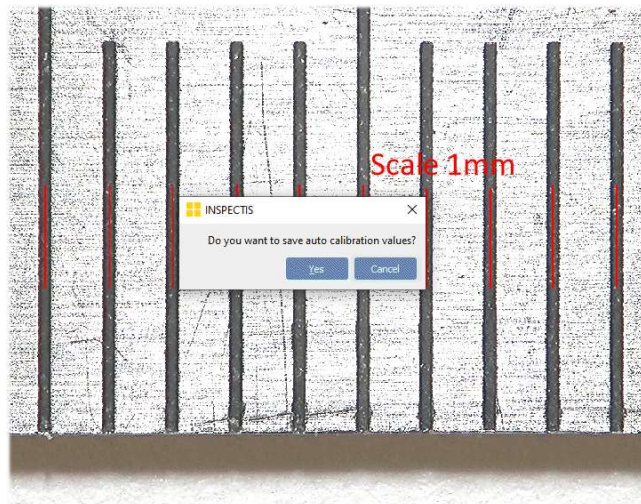 Scale 1mm
INSPECTIS
Do you want to save auto calibration values?
Yes
Cancel